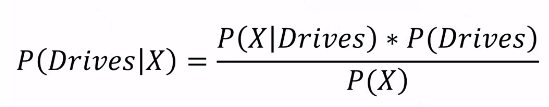 P(Drives|X) = P(X|Drives) * P(Drives) / P(X)